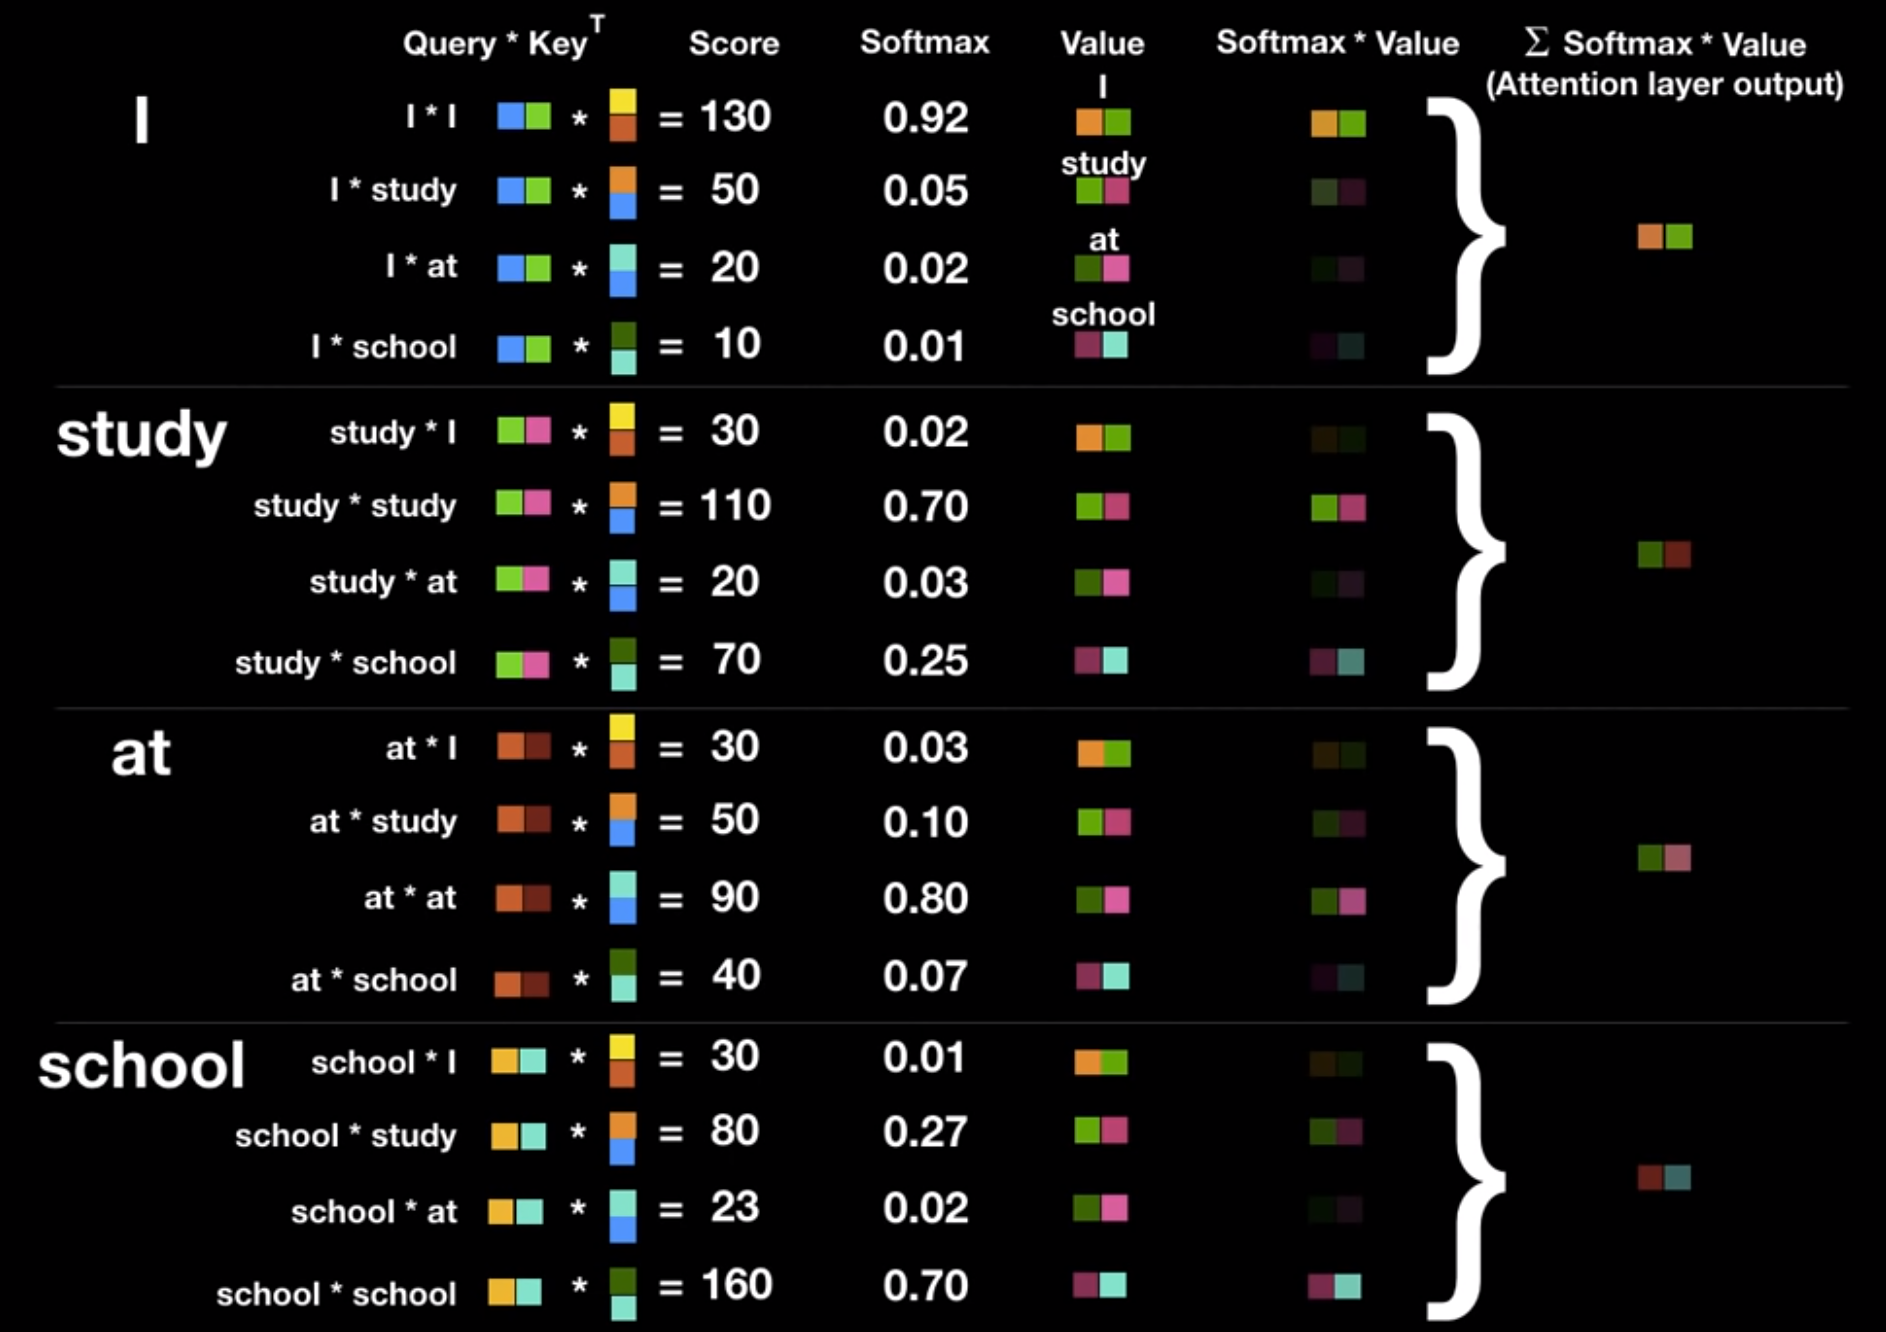 Query * Key^T Score Softmax Value Softmax * Value Σ Softmax * Value
(Attention layer output)
I
I
I * I * = 130 0.92
study
I * study * = 50 0.05
at
I * at * = 20 0.02
school
I * school * = 10 0.01
study
study * I * = 30 0.02
study * study * = 110 0.70
study * at * = 20 0.03
study * school * = 70 0.25
at
at * I * = 30 0.03
at * study * = 50 0.10
at * at * = 90 0.80
at * school * = 40 0.07
school
school * I * = 30 0.01
school * study * = 80 0.27
school * at * = 23 0.02
school * school * = 160 0.70